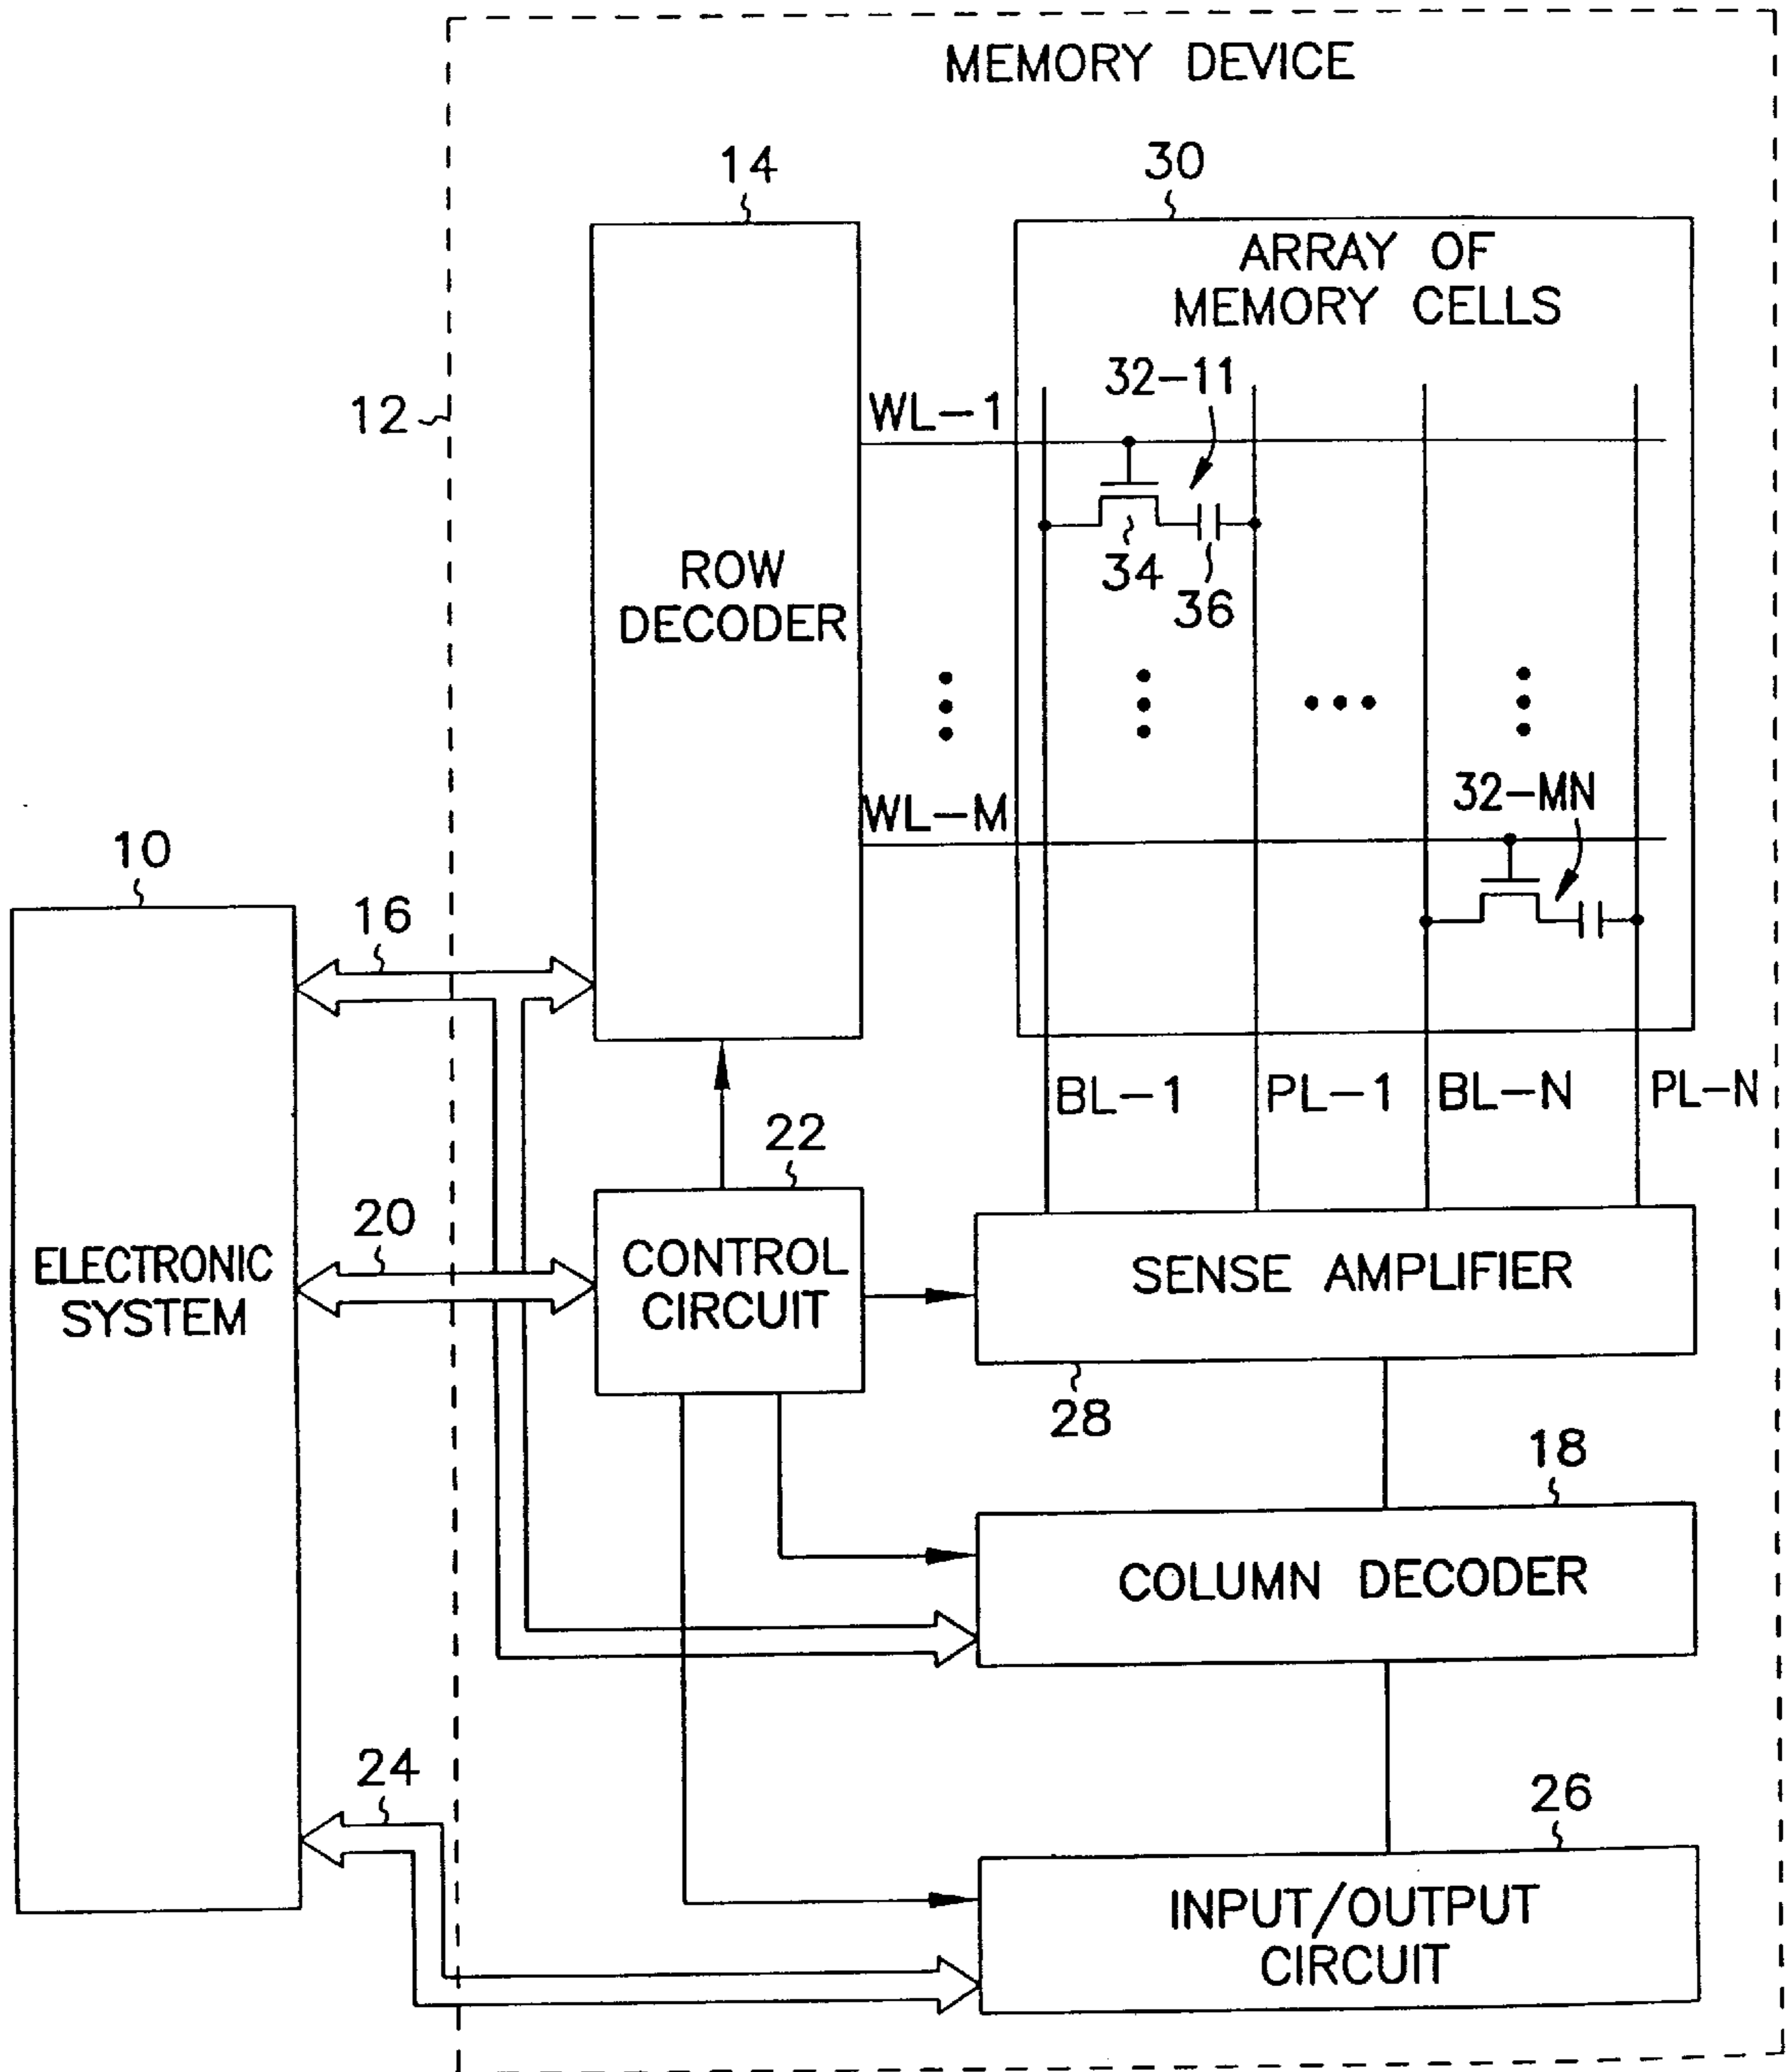 MEMORY DEVICE
14
30
ARRAY OF
MEMORY CELLS
12
WL-1
32-11
34
36
ROW
DECODER
WL-M
32-MN
10
16
BL-1
PL-1
BL-N
PL-N
22
20
ELECTRONIC
SYSTEM
CONTROL
CIRCUIT
SENSE AMPLIFIER
28
18
COLUMN DECODER
24
26
INPUT/OUTPUT
CIRCUIT